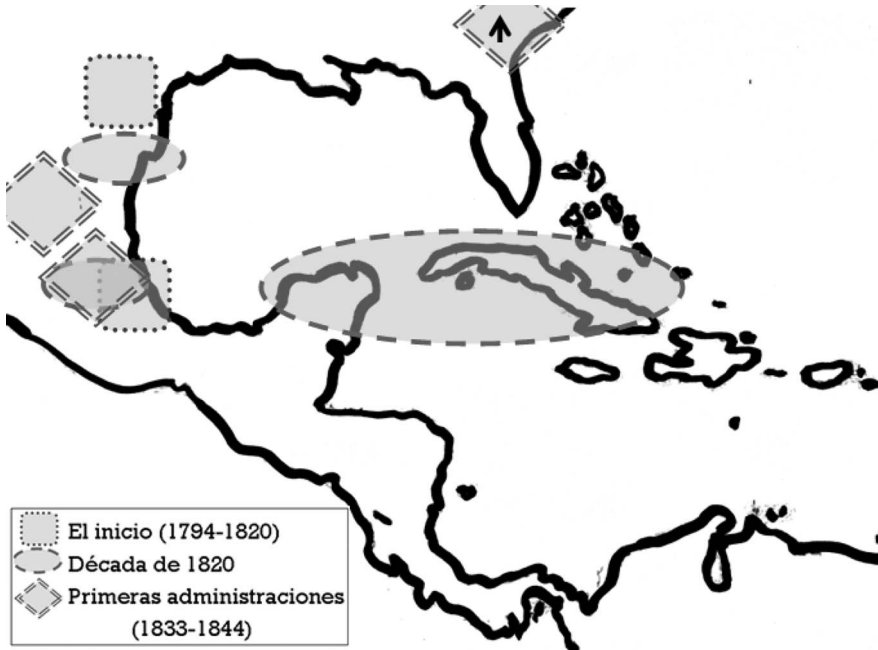 El inicio (1794-1820)
Década de 1820
Primeras administraciones
(1833-1844)